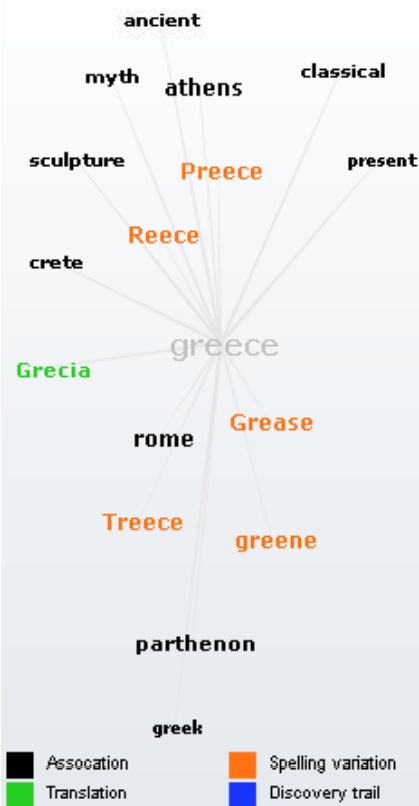 ancient
myth
athens
classical
sculpture
Preece
present
Reece
crete
greece
Grecia
Grease
rome
Treece
greene
parthenon
greek
Assocation
Spelling variation
Translation
Discovery trail